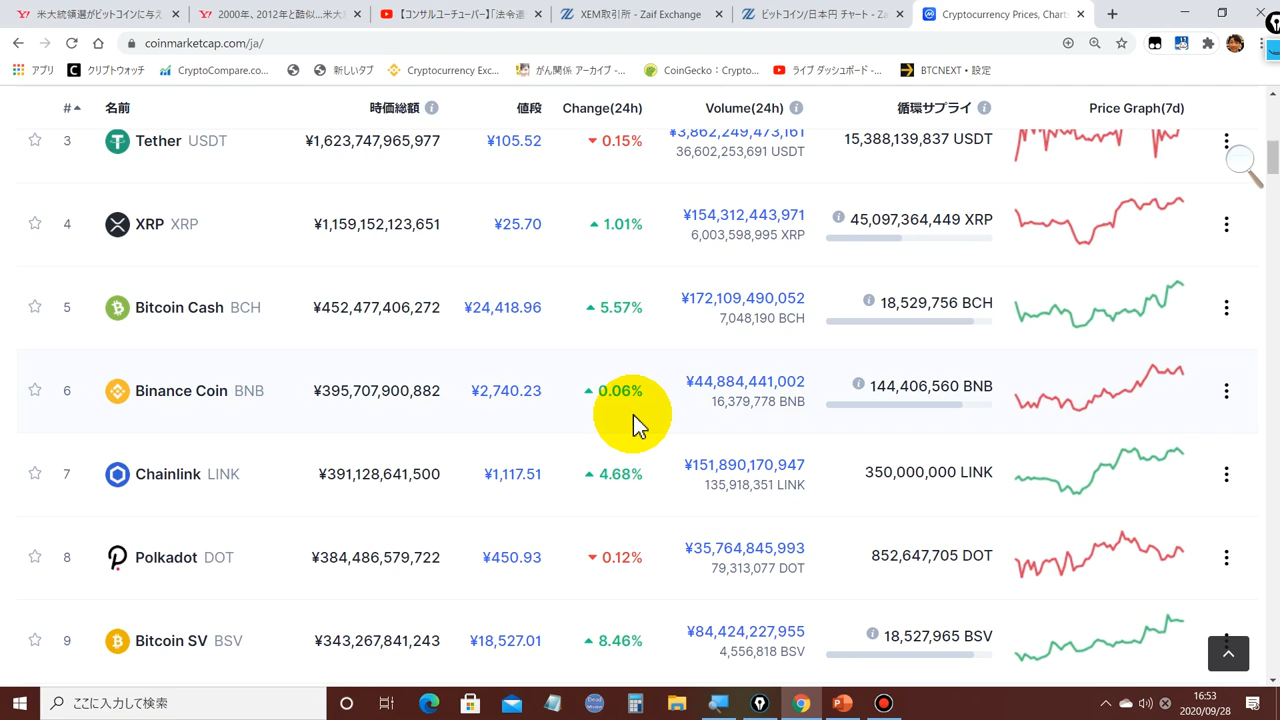 米大統領選がビットコインに与え
2000年、2012年と酷似...米大
【コンサルユーチューバー】「法令違
XEM取引所 - Zaif Exchange
ビットコイン/日本円 チャート - Za
Cryptocurrency Prices, Chart
coinmarketcap.com/ja/
アプリ
クリプトウォッチ
CryptoCompare.co...
新しいタブ
Cryptocurrency Exc...
がん関係 アーカイブ -...
CoinGecko：Crypto...
ライブ ダッシュボード -...
BTCNEXT・設定
# 名前 時価総額 値段 Change(24h) Volume(24h) 循環サプライ Price Graph(7d)
3 Tether USDT ¥1,623,747,965,977 ¥105.52 0.15% ¥3,862,249,473,161 15,388,139,837 USDT
36,602,253,691 USDT
4 XRP XRP ¥1,159,152,123,651 ¥25.70 1.01% ¥154,312,443,971 45,097,364,449 XRP
6,003,598,995 XRP
5 Bitcoin Cash BCH ¥452,477,406,272 ¥24,418.96 5.57% ¥172,109,490,052 18,529,756 BCH
7,048,190 BCH
6 Binance Coin BNB ¥395,707,900,882 ¥2,740.23 0.06% ¥44,884,441,002 144,406,560 BNB
16,379,778 BNB
7 Chainlink LINK ¥391,128,641,500 ¥1,117.51 4.68% ¥151,890,170,947 350,000,000 LINK
135,918,351 LINK
8 Polkadot DOT ¥384,486,579,722 ¥450.93 0.12% ¥35,764,845,993 852,647,705 DOT
79,313,077 DOT
9 Bitcoin SV BSV ¥343,267,841,243 ¥18,527.01 8.46% ¥84,424,227,955 18,527,965 BSV
4,556,818 BSV
ここに入力して検索
16:53
2020/09/28